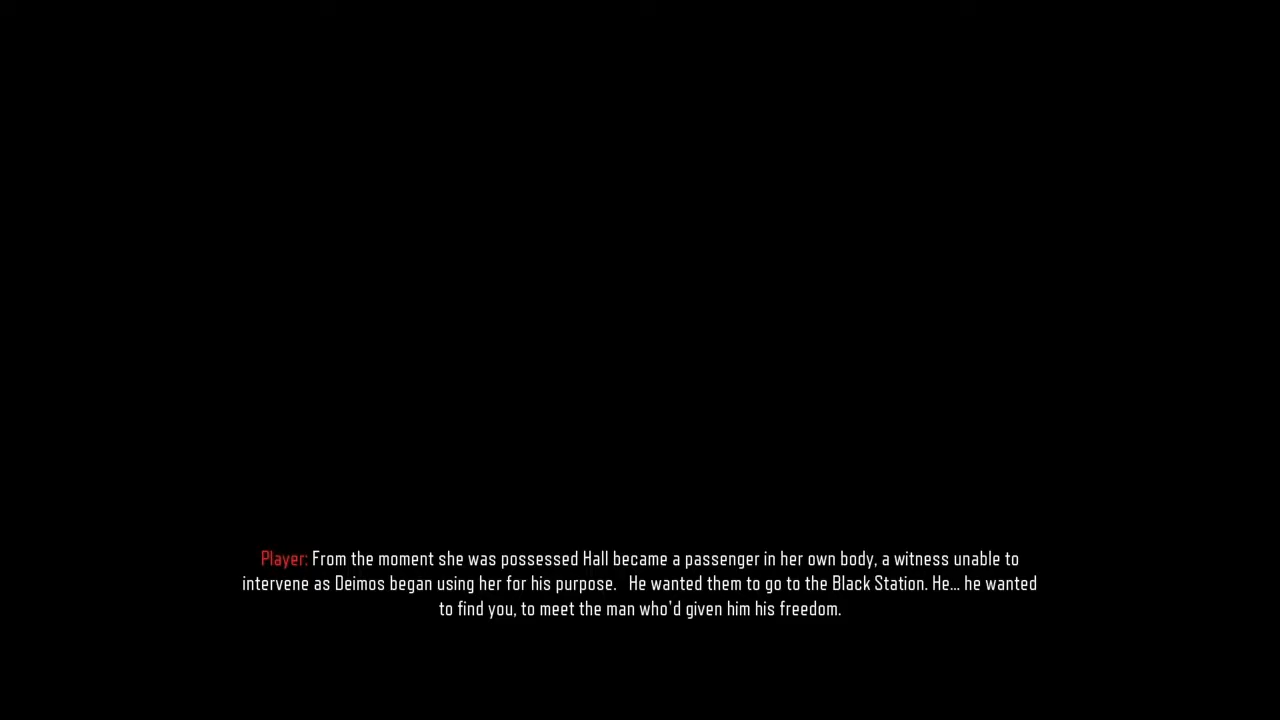 Player: From the moment she was possessed Hall became a passenger in her own body, a witness unable to
intervene as Deimos began using her for his purpose.   He wanted them to go to the Black Station. He... he wanted
to find you, to meet the man who'd given him his freedom.